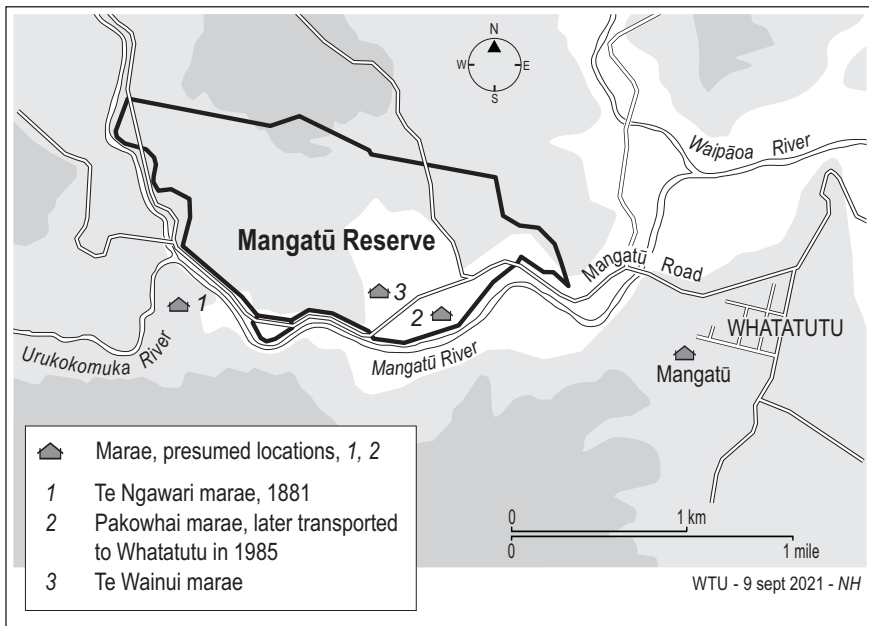 N
W
E
S
Waipāoa River
Mangatū Reserve
Mangatū Road
3
1
2
WHATATUTU
Urukokomuka River
Mangatū River
Mangatū
Marae, presumed locations, 1, 2
1 Te Ngawari marae, 1881
2 Pakowhai marae, later transported
to Whatatutu in 1985
3 Te Wainui marae
0 1 km
0 1 mile
WTU - 9 sept 2021 - NH